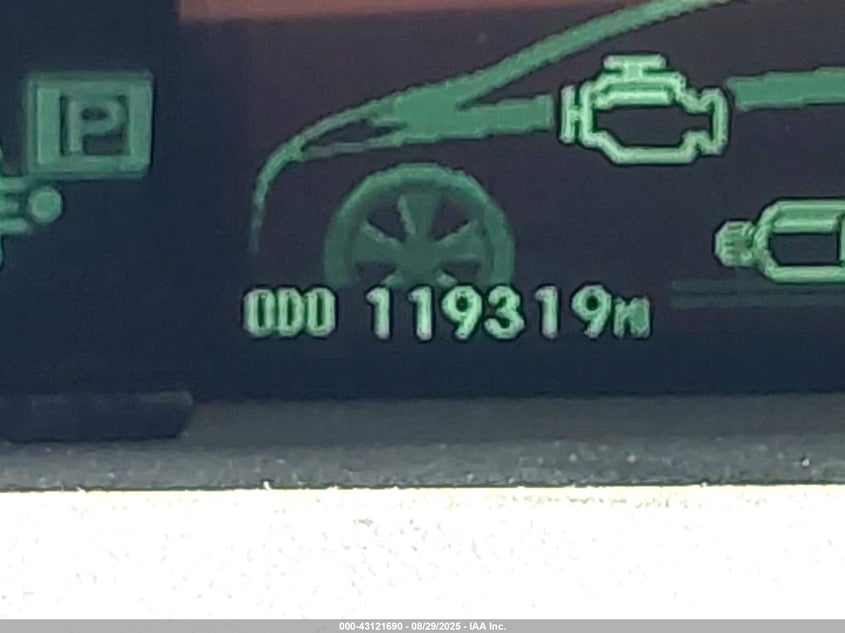 P
ODO 119319MI
000-43121690 - 08/29/2025 - IAA Inc.